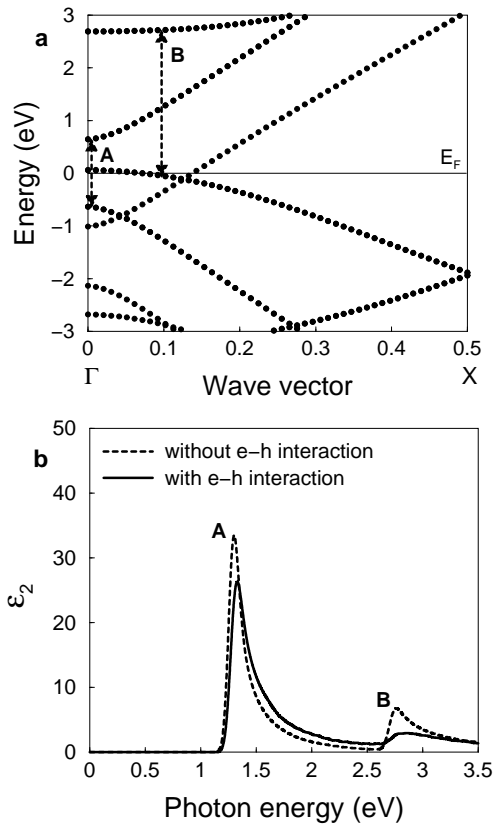 a
3
2
1
0
−1
−2
−3
Energy (eV)
B
A
E_F
0 0.1 0.2 0.3 0.4 0.5
Γ X
Wave vector
b
50
40
30
20
10
0
ε₂
without e−h interaction
with e−h interaction
A
B
0 0.5 1 1.5 2 2.5 3 3.5
Photon energy (eV)